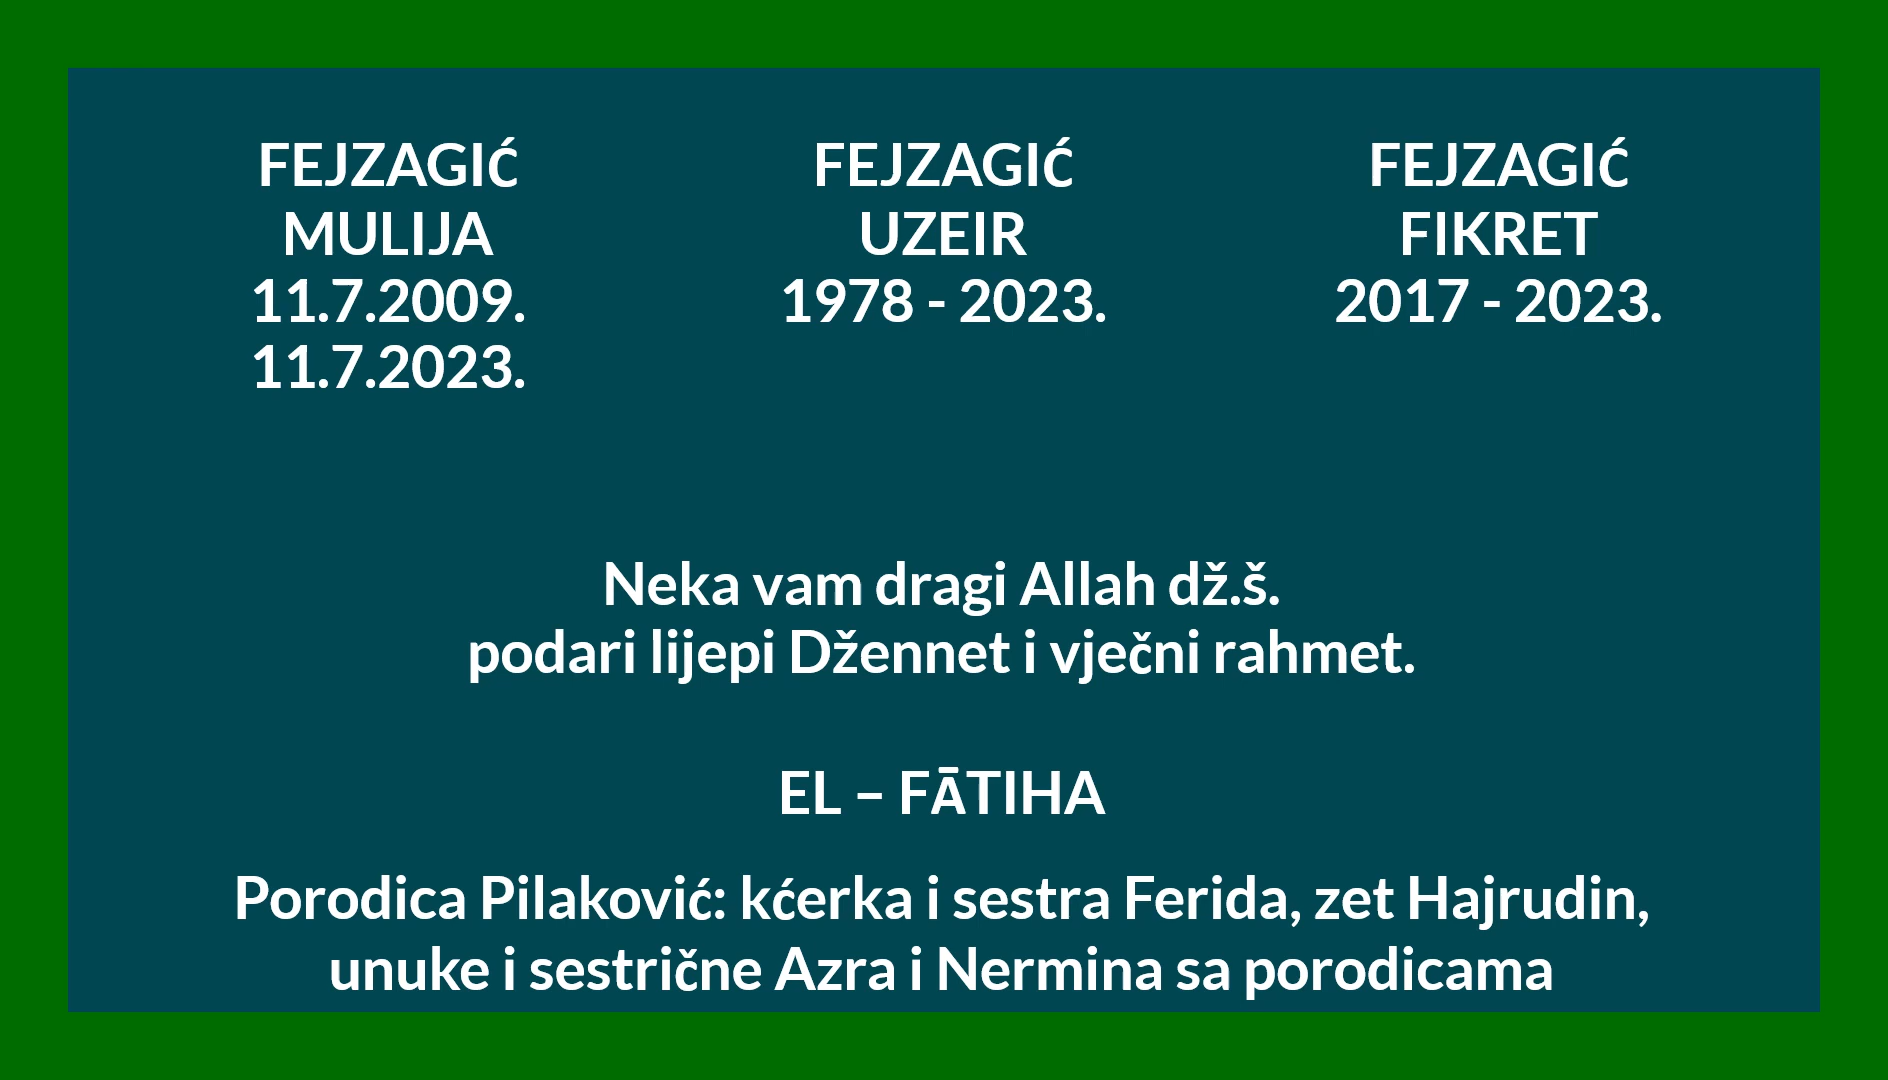 FEJZAGIĆ
MULIJA
11.7.2009.
11.7.2023.
FEJZAGIĆ
UZEIR
1978 - 2023.
FEJZAGIĆ
FIKRET
2017 - 2023.
Neka vam dragi Allah dž.š.
podari lijepi Džennet i vječni rahmet.
EL – FĀTIHA
Porodica Pilaković: kćerka i sestra Ferida, zet Hajrudin,
unuke i sestrične Azra i Nermina sa porodicama